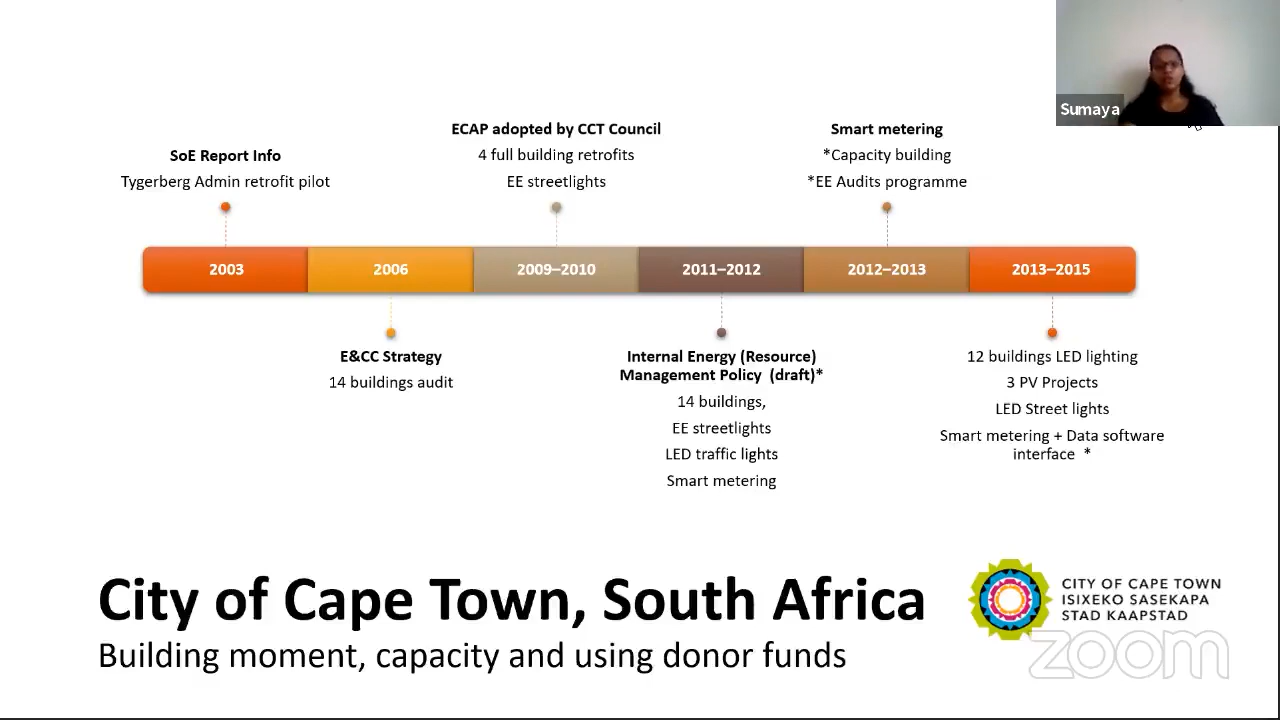 Sumaya
SoE Report Info
Tygerberg Admin retrofit pilot
ECAP adopted by CCT Council
4 full building retrofits
EE streetlights
Smart metering
*Capacity building
*EE Audits programme
2003
2006
2009–2010
2011–2012
2012–2013
2013–2015
E&CC Strategy
14 buildings audit
Internal Energy (Resource)
Management Policy (draft)*
14 buildings,
EE streetlights
LED traffic lights
Smart metering
12 buildings LED lighting
3 PV Projects
LED Street lights
Smart metering + Data software
interface *
City of Cape Town, South Africa
Building moment, capacity and using donor funds
CITY OF CAPE TOWN
ISIXEKO SASEKAPA
STAD KAAPSTAD
zoom